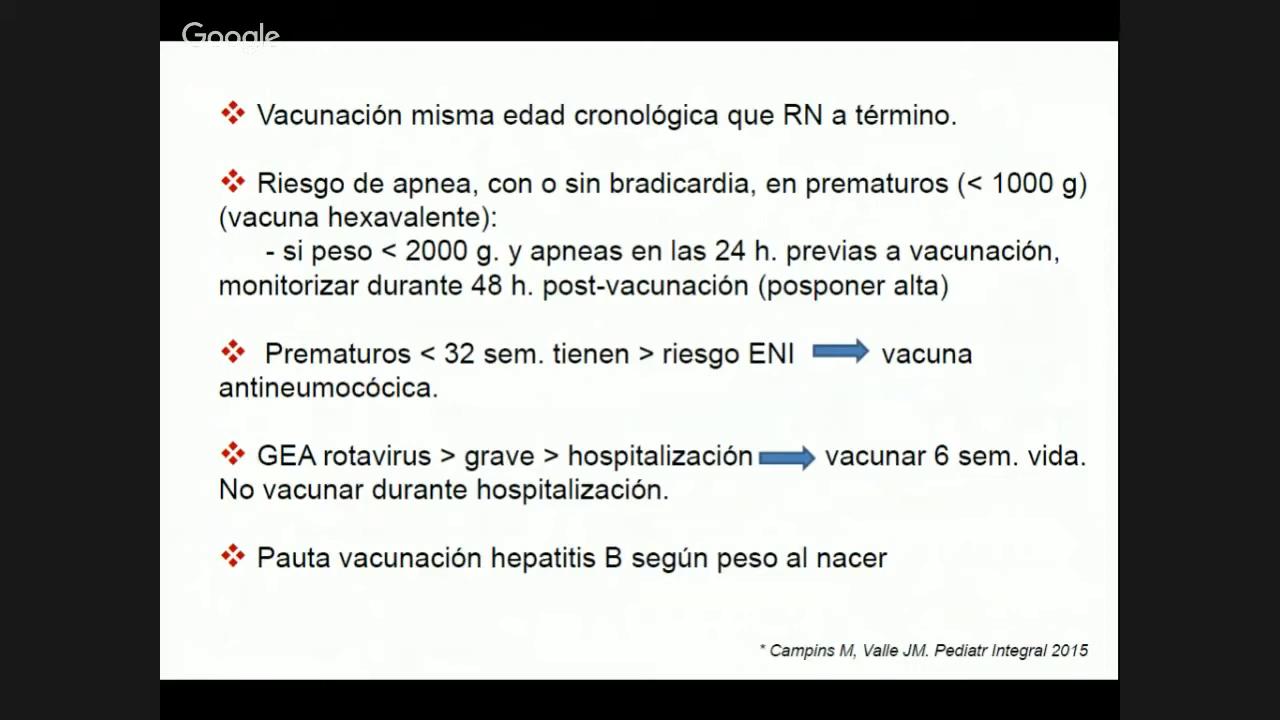 Google
Vacunación misma edad cronológica que RN a término.
Riesgo de apnea, con o sin bradicardia, en prematuros (< 1000 g)
(vacuna hexavalente):
- si peso < 2000 g. y apneas en las 24 h. previas a vacunación,
monitorizar durante 48 h. post-vacunación (posponer alta)
Prematuros < 32 sem. tienen > riesgo ENI vacuna
antineumocócica.
GEA rotavirus > grave > hospitalización vacunar 6 sem. vida.
No vacunar durante hospitalización.
Pauta vacunación hepatitis B según peso al nacer
* Campins M, Valle JM. Pediatr Integral 2015